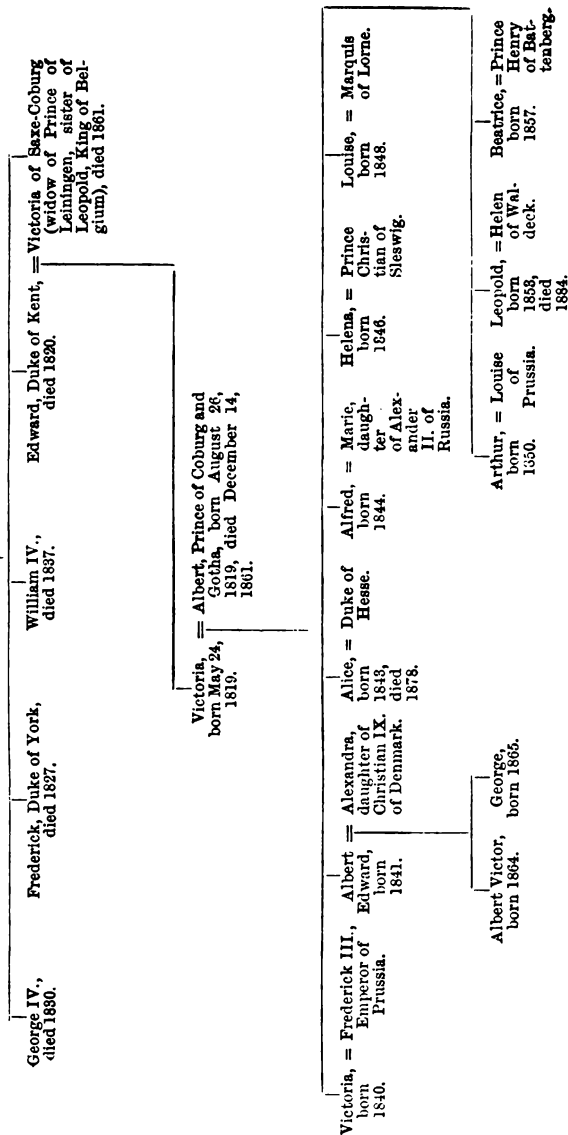 George IV.,
died 1830.
Frederick, Duke of York,
died 1827.
William IV.,
died 1837.
Edward, Duke of Kent,
died 1820.
= Victoria of Saxe-Coburg
(widow of Prince of
Leiningen, sister of
Leopold, King of Bel-
gium), died 1861.
Victoria,
born May 24,
1819.
= Albert, Prince of Coburg and
Gotha, born August 26,
1819, died December 14,
1861.
Victoria,
born
1840.
= Frederick III.,
Emperor of
Prussia.
Albert
Edward,
born
1841.
= Alexandra,
daughter of
Christian IX.
of Denmark.
Alice,
born
1843,
died
1878.
= Duke of
Hesse.
Alfred,
born
1844.
= Marie,
daugh-
ter
of Alex-
ander
II. of
Russia.
Helena,
born
1846.
= Prince
Chris-
tian of
Sleswig.
Louise,
born
1848.
= Marquis
of Lorne.
Albert Victor,
born 1864.
George,
born 1865.
Arthur,
born
1850.
= Louise
of
Prussia.
Leopold,
born
1853,
died
1884.
= Helen
of Wal-
deck.
Beatrice,
born
1857.
= Prince
Henry
of Bat-
tenberg.